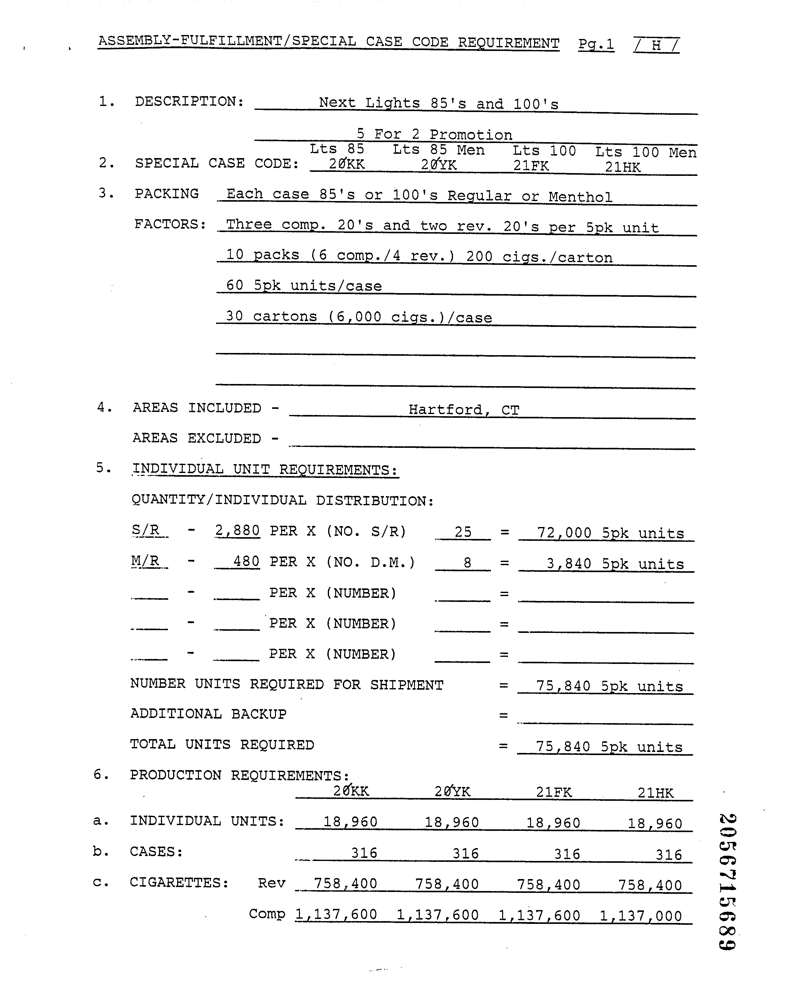 ASSEMBLY-FULFILLMENT/SPECIAL CASE CODE REQUIREMENT Pg.1 / H /
1. DESCRIPTION: Next Lights 85's and 100's
5 For 2 Promotion
Lts 85 Lts 85 Men Lts 100 Lts 100 Men
2. SPECIAL CASE CODE: 20KK 20YK 21FK 21HK
3. PACKING Each case 85's or 100's Regular or Menthol
FACTORS: Three comp. 20's and two rev. 20's per 5pk unit
10 packs (6 comp./4 rev.) 200 cigs./carton
60 5pk units/case
30 cartons (6,000 cigs.)/case
4. AREAS INCLUDED - Hartford, CT
AREAS EXCLUDED -
5. INDIVIDUAL UNIT REQUIREMENTS:
QUANTITY/INDIVIDUAL DISTRIBUTION:
S/R - 2,880 PER X (NO. S/R) 25 = 72,000 5pk units
M/R - 480 PER X (NO. D.M.) 8 = 3,840 5pk units
- PER X (NUMBER) =
- PER X (NUMBER) =
- PER X (NUMBER) =
NUMBER UNITS REQUIRED FOR SHIPMENT = 75,840 5pk units
ADDITIONAL BACKUP =
TOTAL UNITS REQUIRED = 75,840 5pk units
6. PRODUCTION REQUIREMENTS:
20KK 20YK 21FK 21HK
a. INDIVIDUAL UNITS: 18,960 18,960 18,960 18,960
b. CASES: 316 316 316 316
c. CIGARETTES: Rev 758,400 758,400 758,400 758,400
Comp 1,137,600 1,137,600 1,137,600 1,137,000
2056715689